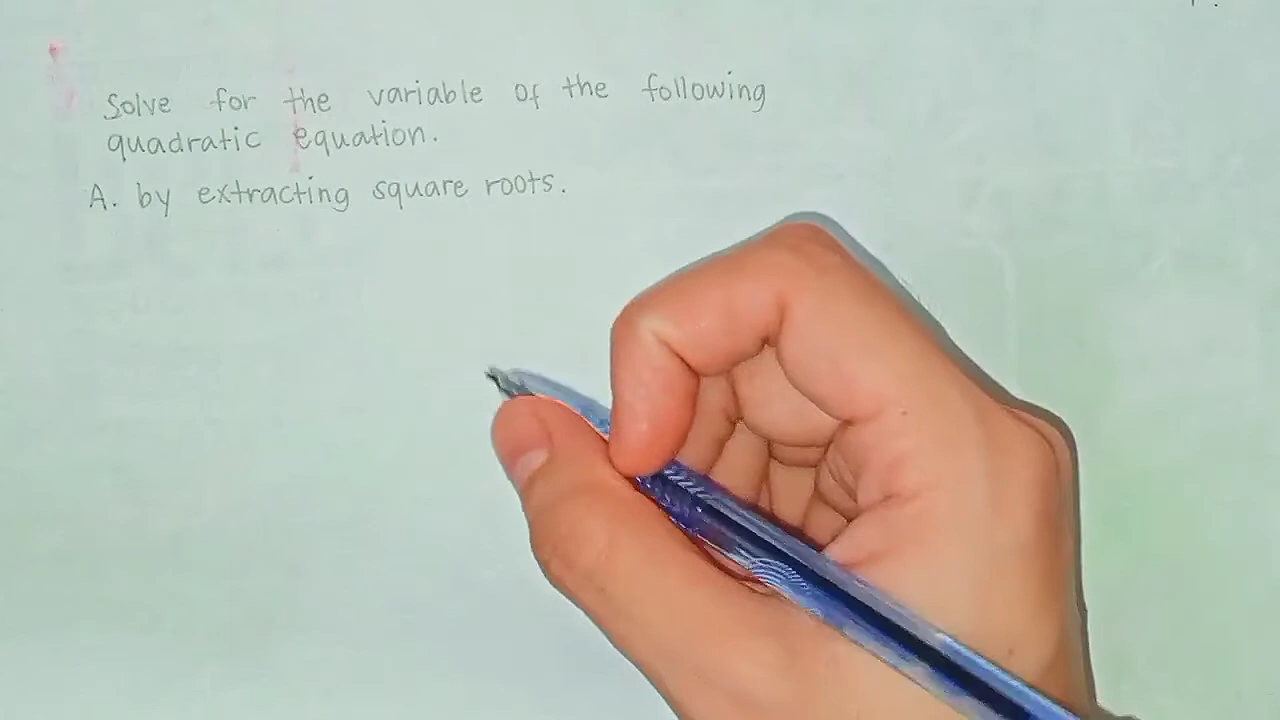 Solve for the variable of the following
quadratic equation.
A. by extracting square roots.